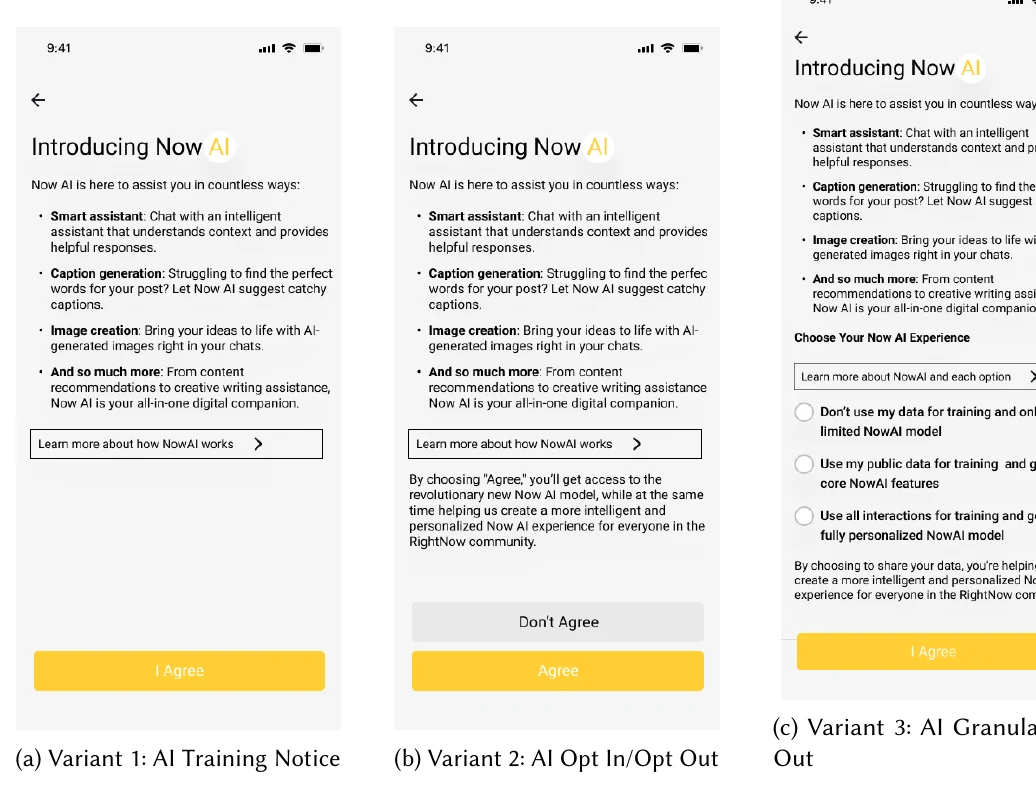 9:41
Introducing Now AI
Now AI is here to assist you in countless ways:
• Smart assistant: Chat with an intelligent
assistant that understands context and provides
helpful responses.
• Caption generation: Struggling to find the perfect
words for your post? Let Now AI suggest catchy
captions.
• Image creation: Bring your ideas to life with AI-
generated images right in your chats.
• And so much more: From content
recommendations to creative writing assistance,
Now AI is your all-in-one digital companion.
Learn more about how NowAI works
I Agree
(a) Variant 1: AI Training Notice
9:41
Introducing Now AI
Now AI is here to assist you in countless ways:
• Smart assistant: Chat with an intelligent
assistant that understands context and provides
helpful responses.
• Caption generation: Struggling to find the perfec
words for your post? Let Now AI suggest catchy
captions.
• Image creation: Bring your ideas to life with AI-
generated images right in your chats.
• And so much more: From content
recommendations to creative writing assistance
Now AI is your all-in-one digital companion.
Learn more about how NowAI works
By choosing "Agree," you'll get access to the
revolutionary new Now AI model, while at the same
time helping us create a more intelligent and
personalized Now AI experience for everyone in the
RightNow community.
Don't Agree
Agree
(b) Variant 2: AI Opt In/Opt Out
9:41
Introducing Now AI
Now AI is here to assist you in countless
• Smart assistant: Chat with an intelligent
assistant that understands context and
helpful responses.
• Caption generation: Struggling to find the
words for your post? Let Now AI suggest
captions.
• Image creation: Bring your ideas to life
generated images right in your chats.
• And so much more: From content
recommendations to creative writing
Now AI is your all-in-one digital
Choose Your Now AI Experience
Learn more about NowAI and each option
Don't use my data for training and
limited NowAI model
Use my public data for training and
core NowAI features
Use all interactions for training and
fully personalized NowAI model
By choosing to share your data, you're
create a more intelligent and personalized
experience for everyone in the RightNow
I Agree
(c) Variant 3: AI
Out